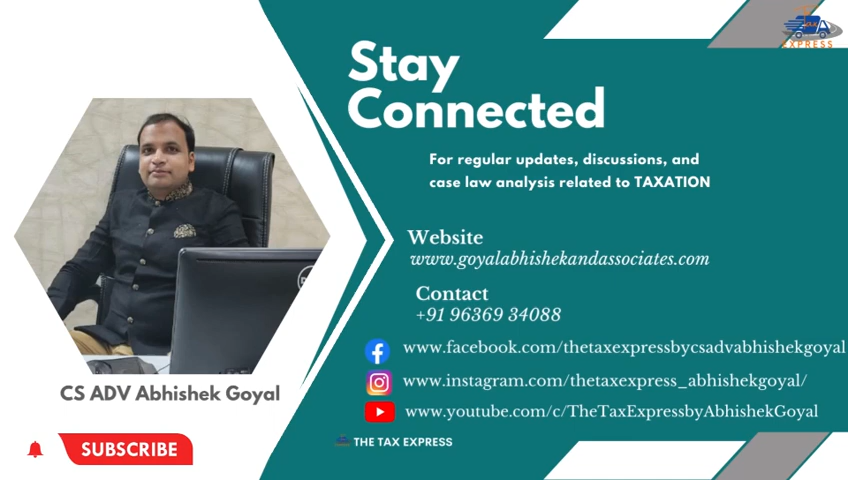 EXPRESS
Stay
Connected
For regular updates, discussions, and
case law analysis related to TAXATION
Website
www.goyalabhishekandassociates.com
Contact
+91 96369 34088
www.facebook.com/thetaxexpressbycsadvabhishekgoyal
www.instagram.com/thetaxexpress_abhishekgoyal/
www.youtube.com/c/TheTaxExpressbyAbhishekGoyal
CS ADV Abhishek Goyal
THE TAX EXPRESS
SUBSCRIBE